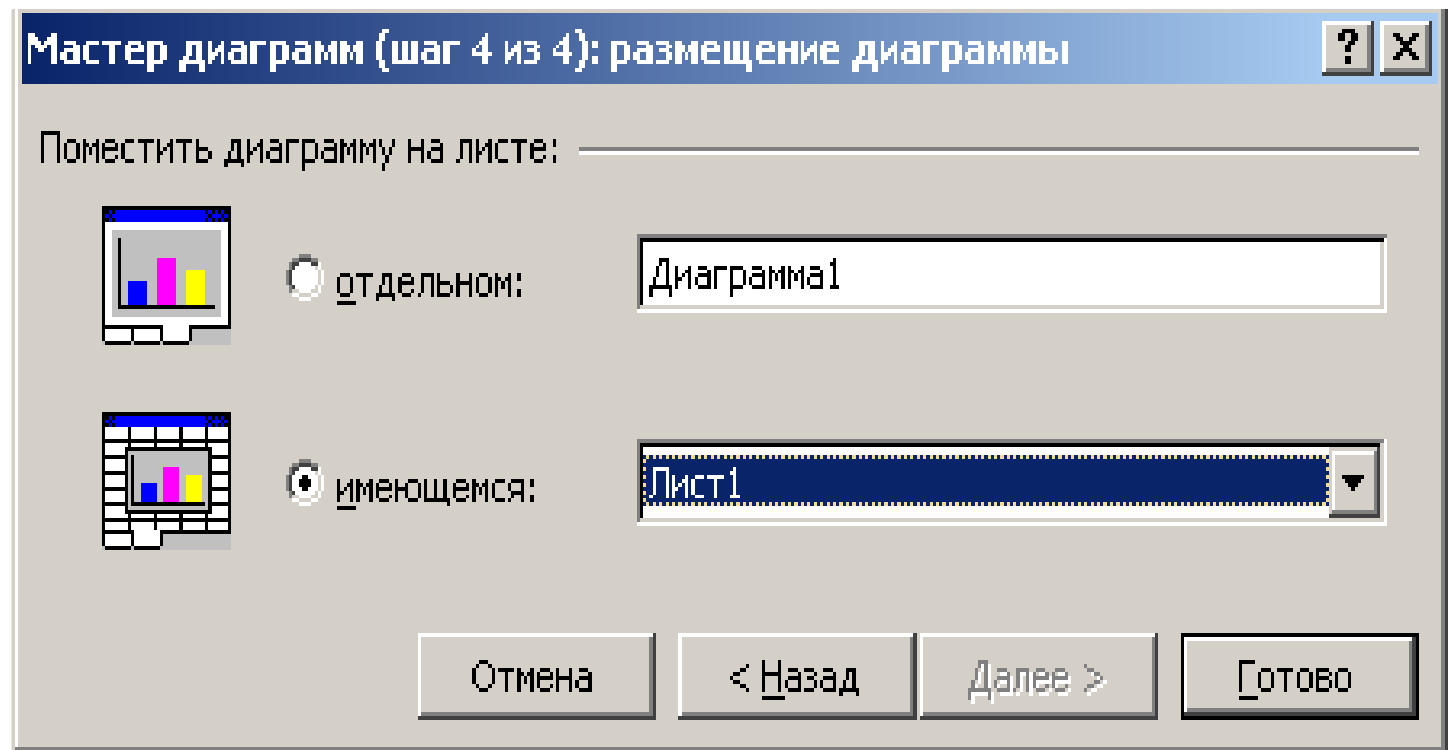 Мастер диаграмм (шаг 4 из 4): размещение диаграммы
Поместить диаграмму на листе:
отдельном: Диаграмма1
имеющемся: Лист1
Отмена < Назад Далее > Готово